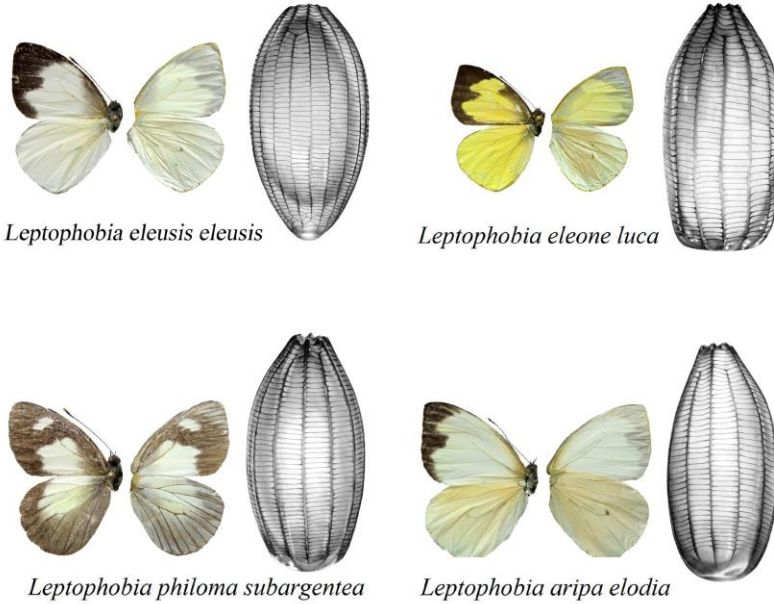 Leptophobia eleusis eleusis
Leptophobia eleone luca
Leptophobia philoma subargentea
Leptophobia aripa elodia